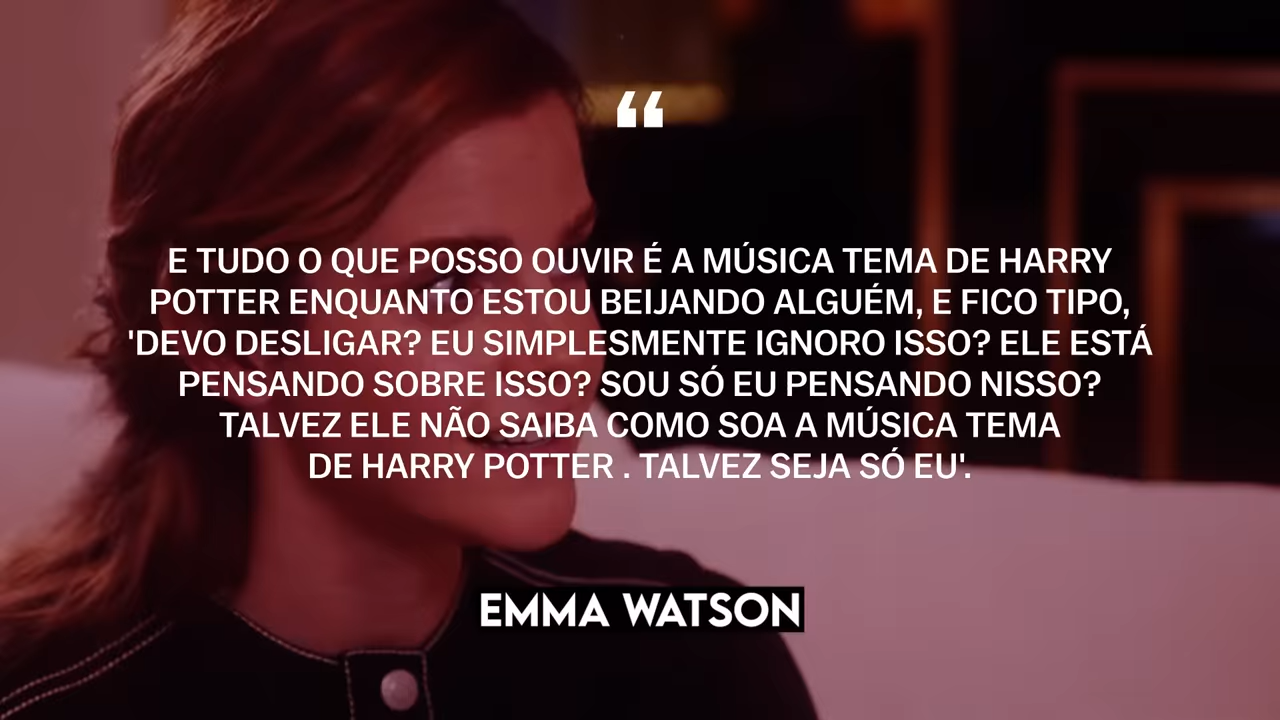 “
E TUDO O QUE POSSO OUVIR É A MÚSICA TEMA DE HARRY
POTTER ENQUANTO ESTOU BEIJANDO ALGUÉM, E FICO TIPO,
'DEVO DESLIGAR? EU SIMPLESMENTE IGNORO ISSO? ELE ESTÁ
PENSANDO SOBRE ISSO? SOU SÓ EU PENSANDO NISSO?
TALVEZ ELE NÃO SAIBA COMO SOA A MÚSICA TEMA
DE HARRY POTTER . TALVEZ SEJA SÓ EU'.
EMMA WATSON